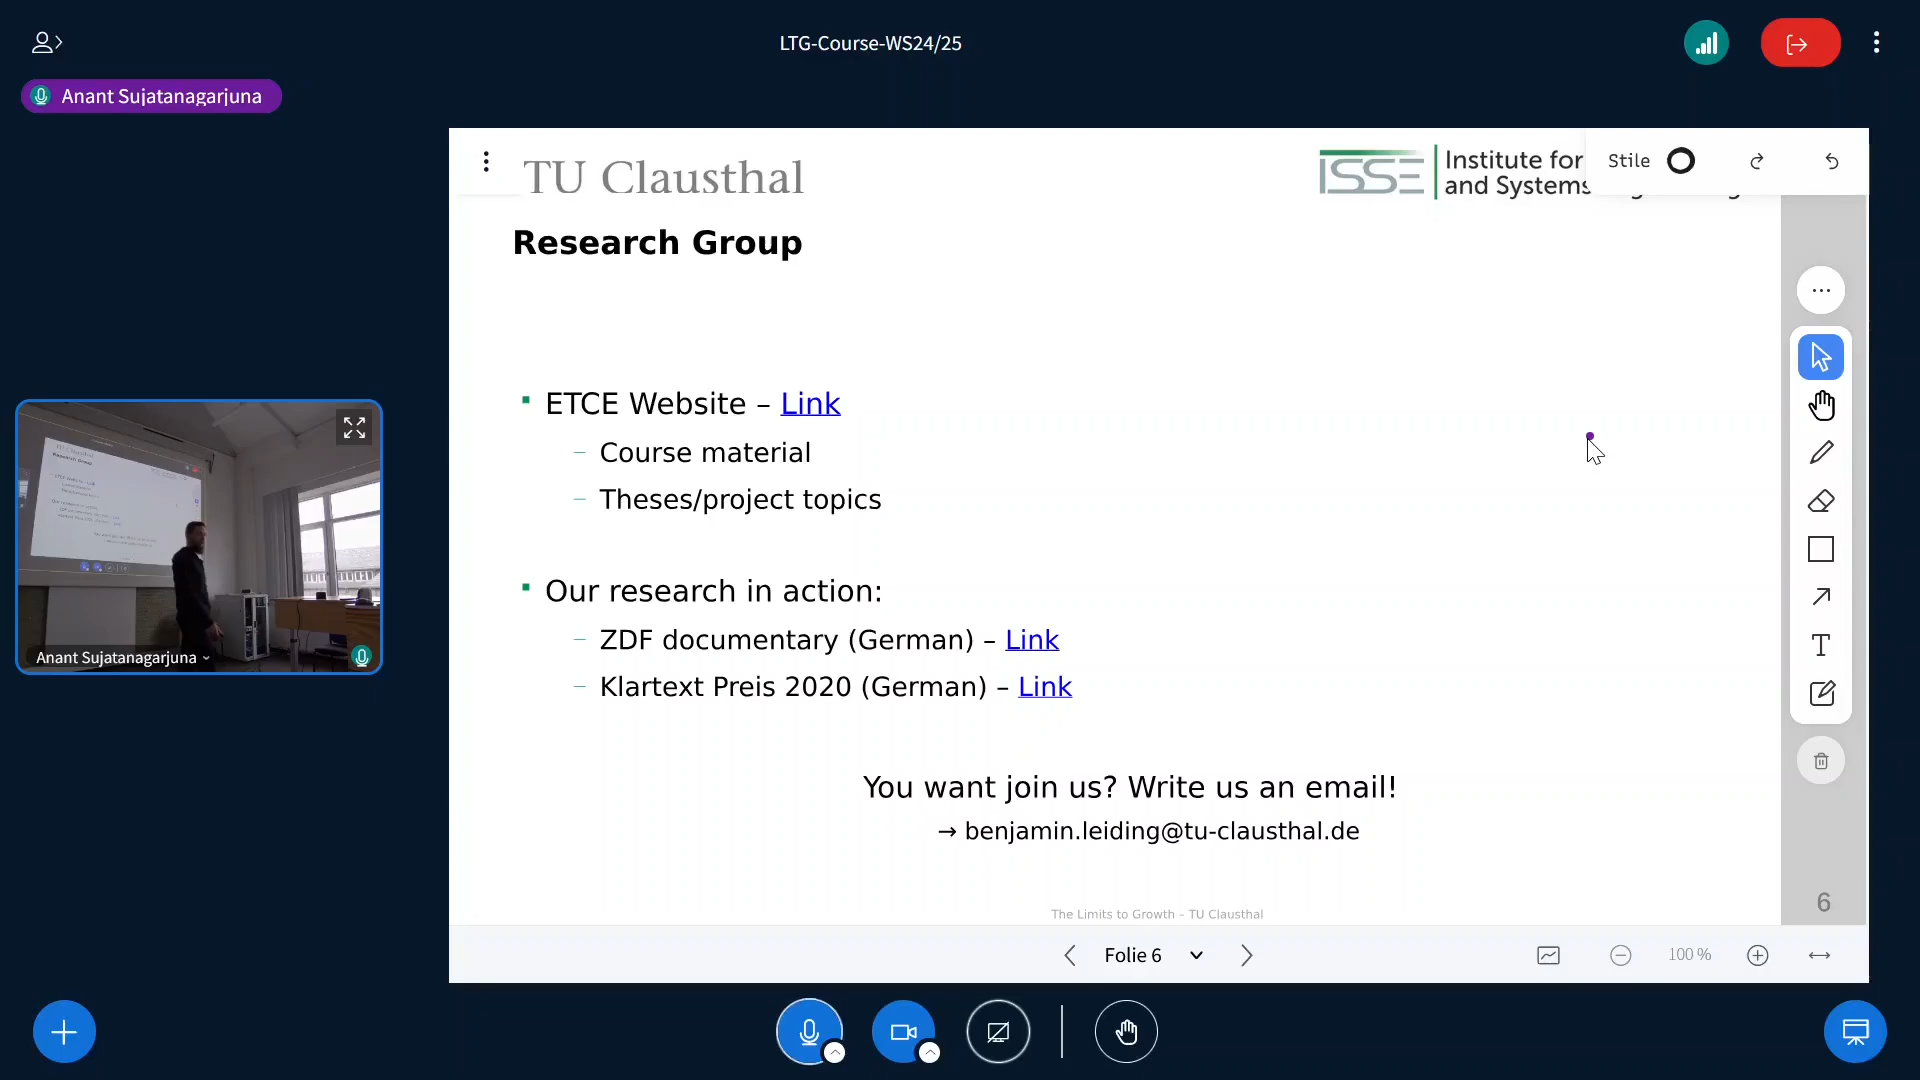 LTG-Course-WS24/25
Anant Sujatanagarjuna
TU Clausthal
ISSE
Institute for
and Systems
Stile
Research Group
ETCE Website – Link
– Course material
– Theses/project topics
Our research in action:
– ZDF documentary (German) – Link
– Klartext Preis 2020 (German) – Link
You want join us? Write us an email!
→ benjamin.leiding@tu-clausthal.de
The Limits to Growth – TU Clausthal
6
Anant Sujatanagarjuna
Folie 6
100 %